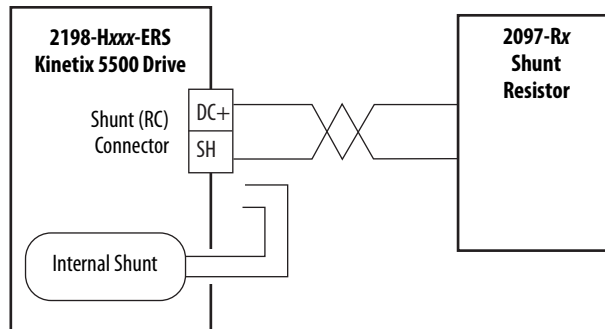 2198-Hxxx-ERS
Kinetix 5500 Drive
Shunt (RC)
Connector
DC+
SH
Internal Shunt
2097-Rx
Shunt
Resistor